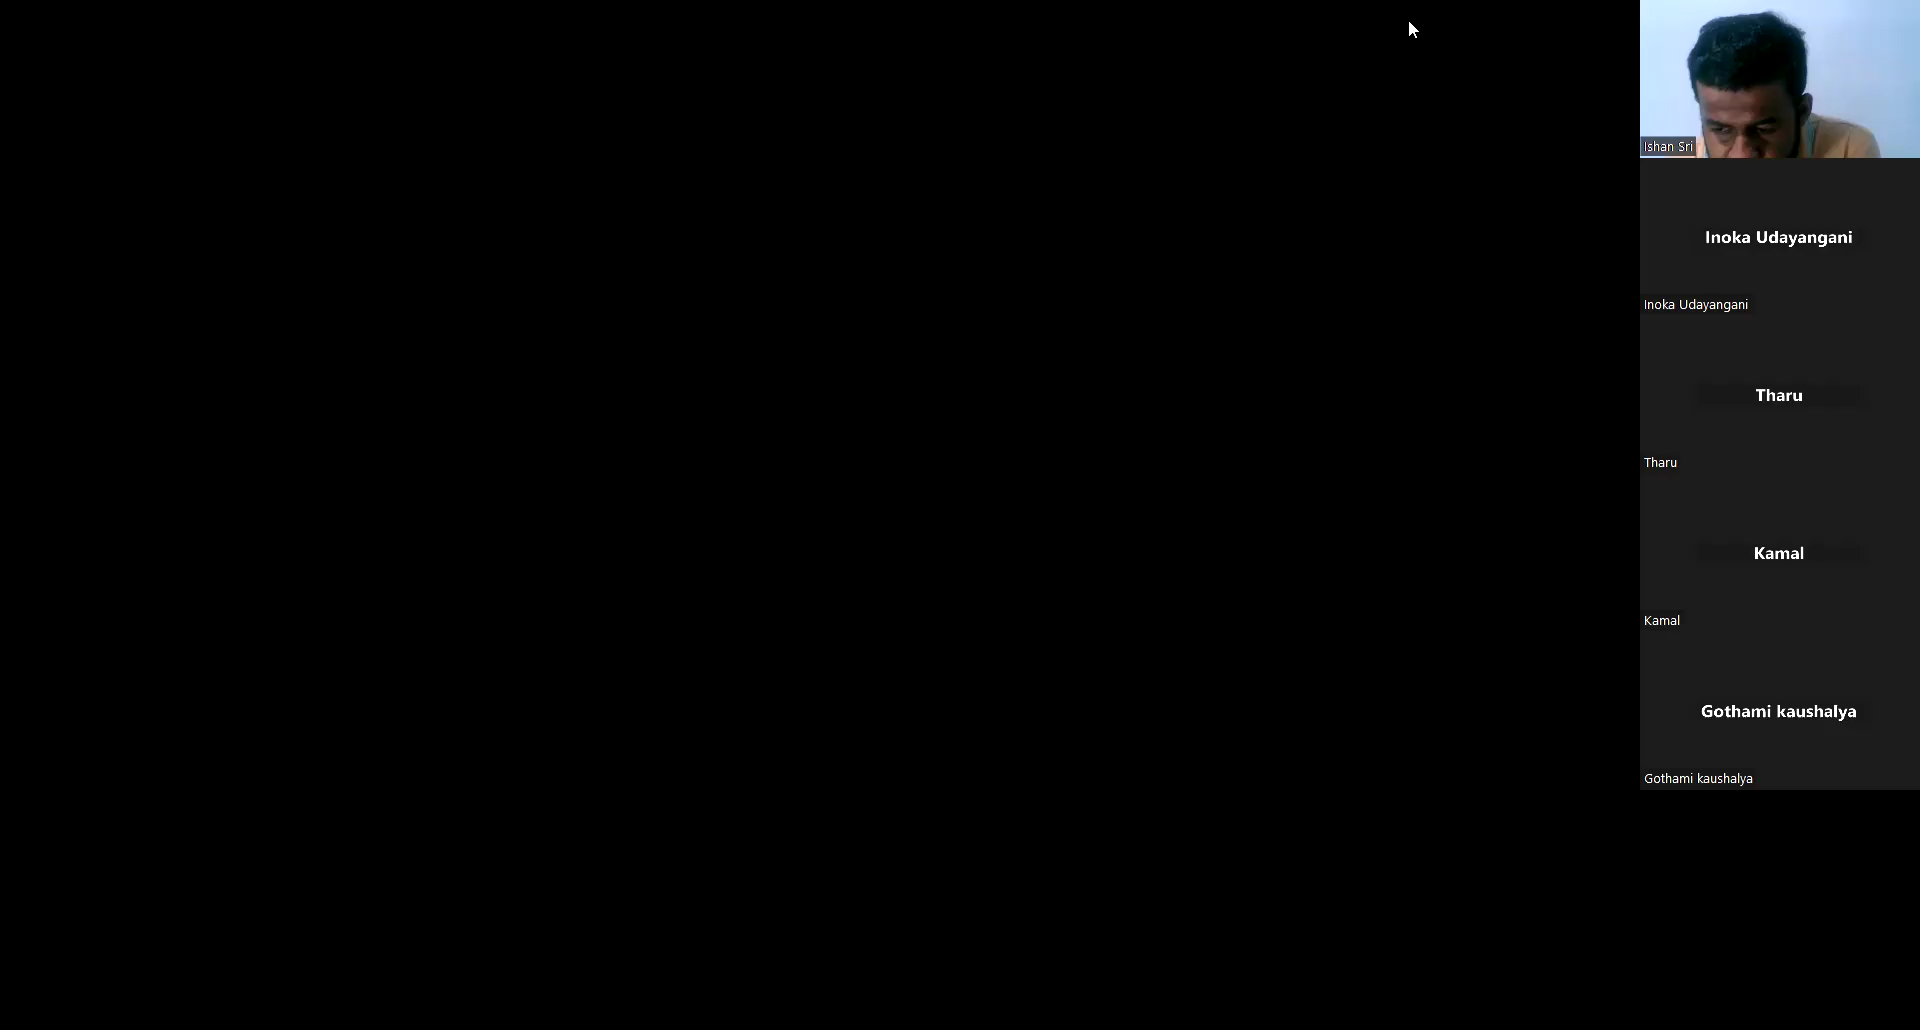 Ishan Sri
Inoka Udayangani
Inoka Udayangani
Tharu
Tharu
Kamal
Kamal
Gothami kaushalya
Gothami kaushalya